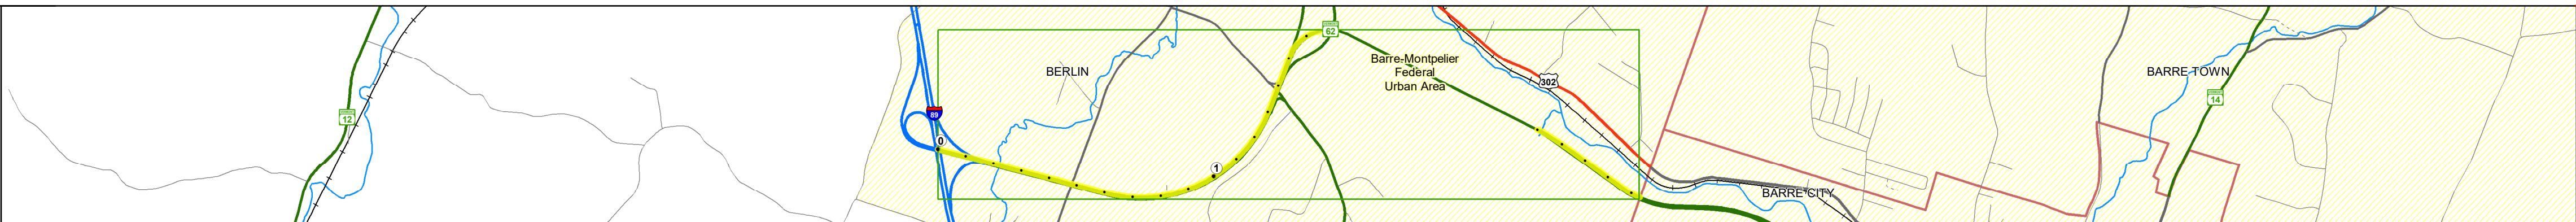 62
BERLIN
Barre-Montpelier
Federal
Urban Area
302
BARRE TOWN
14
12
89
0
1
BARRE CITY